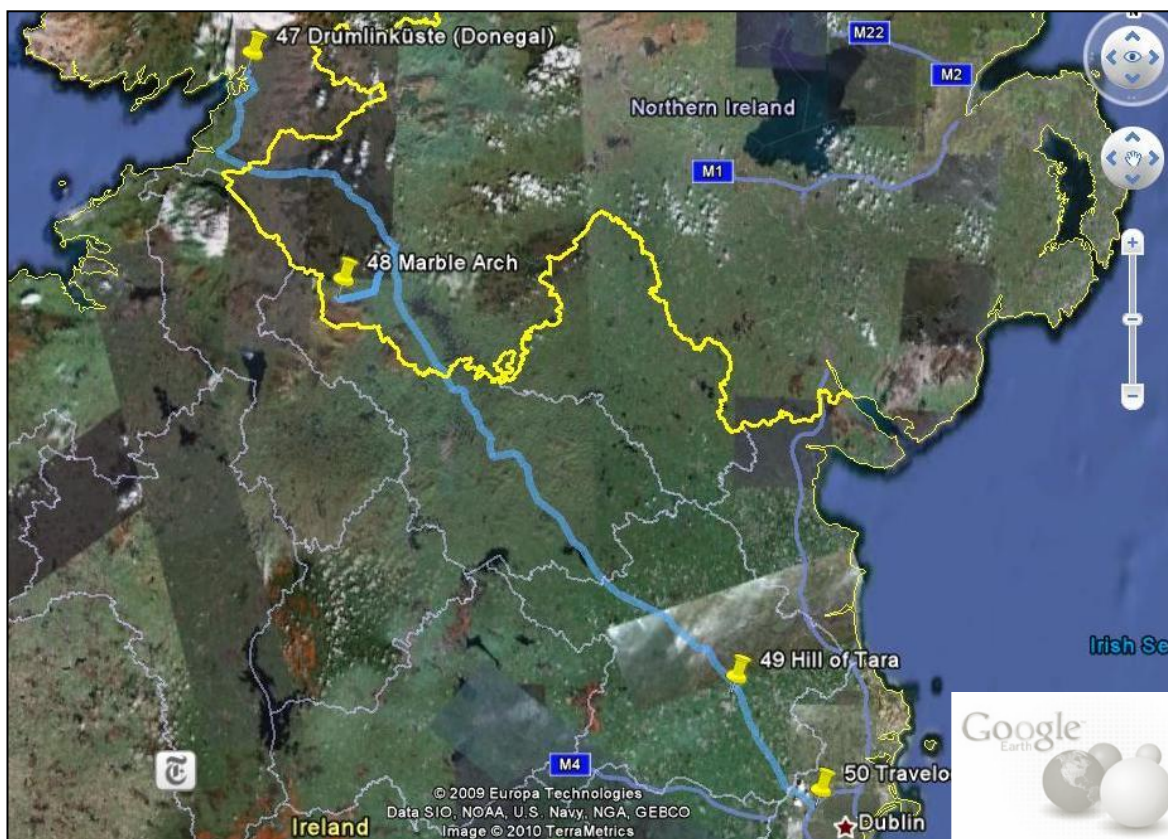 47 Drumlinküste (Donegal)
M22
N
M2
Northern Ireland
M1
48 Marble Arch
49 Hill of Tara
Irish Se
Google
Earth
T
M4
50 Travelo
© 2009 Europa Technologies
Data SIO, NOAA, U.S. Navy, NGA, GEBCO
Image © 2010 TerraMetrics
Ireland
Dublin